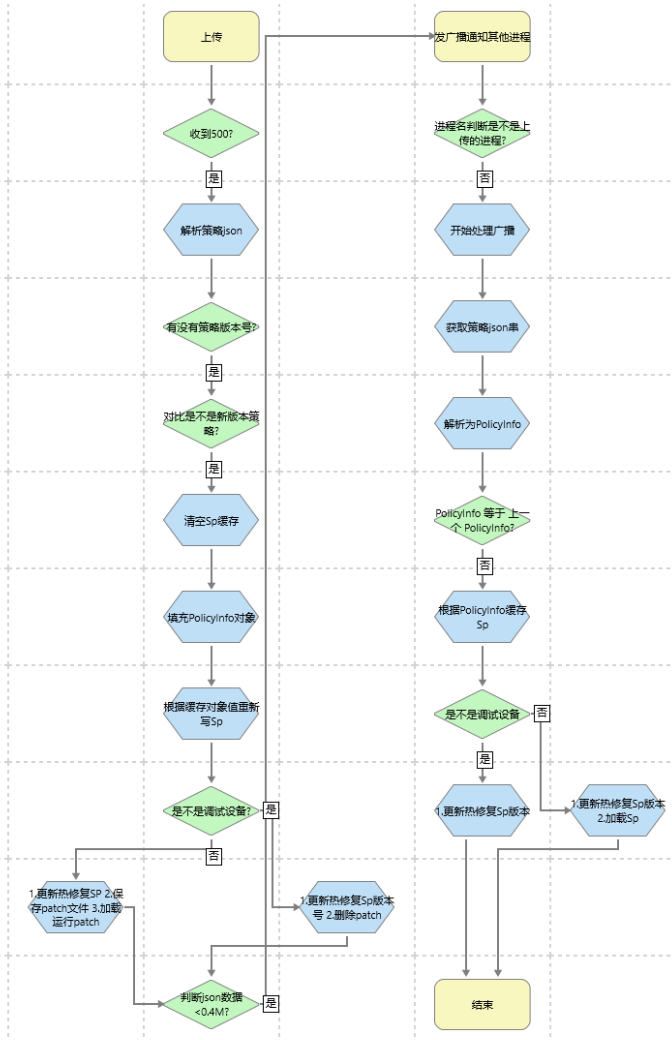 上传
收到500?
是
解析策略json
有没有策略版本号?
是
对比是不是新版本策
略?
是
清空Sp缓存
填充PolicyInfo对象
根据缓存对象值重新
写Sp
是不是调试设备?
是
否
1.更新热修复SP 2.保
存patch文件 3.加载
运行patch
1.更新热修复Sp版本
号 2.删除patch
判断json数据
<0.4M?
是
发广播通知其他进程
进程名判断是不是上
传的进程?
否
开始处理广播
获取策略json串
解析为PolicyInfo
PolicyInfo 等于 上一
个 PolicyInfo?
否
根据PolicyInfo缓存
Sp
是不是调试设备
否
是
1.更新热修复Sp版本
1.更新热修复Sp版本
2.加载Sp
结束